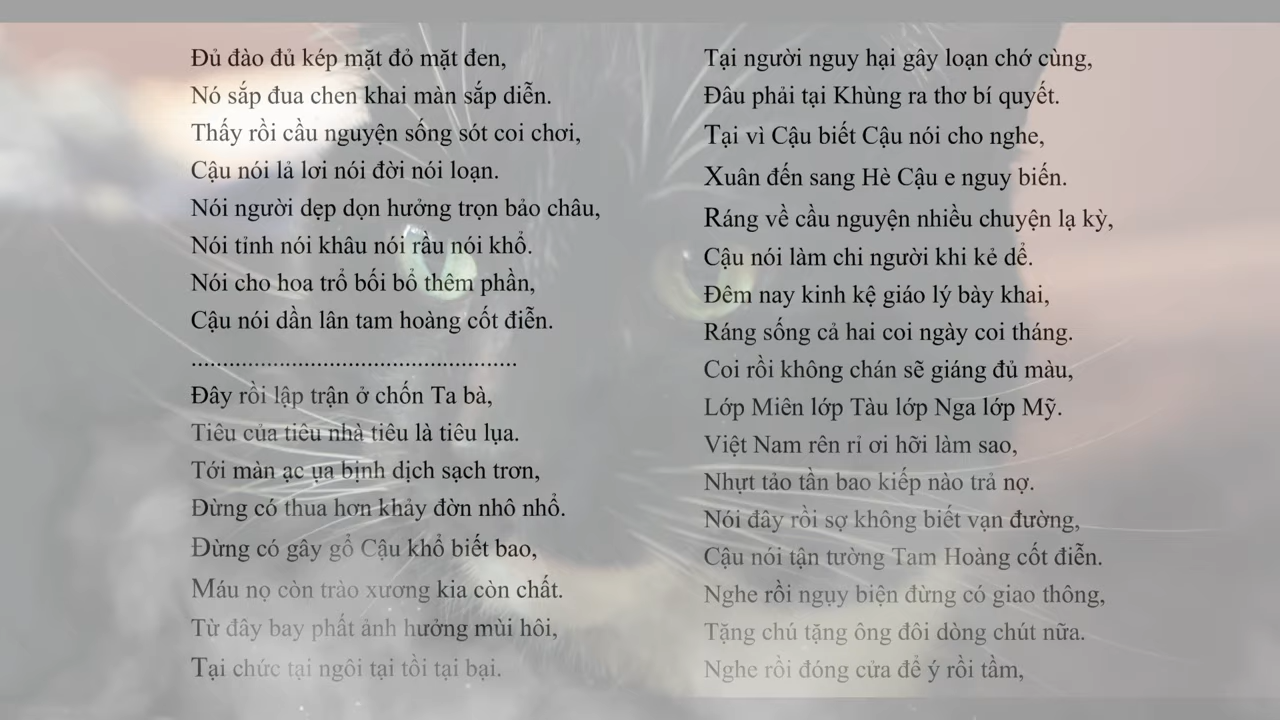 Đủ đào đủ kép mặt đỏ mặt đen,
Nó sắp đua chen khai màn sắp diễn.
Thấy rồi cầu nguyện sống sót coi chơi,
Cậu nói lả lơi nói đời nói loạn.
Nói người dẹp dọn hưởng trọn bảo châu,
Nói tỉnh nói khâu nói rầu nói khổ.
Nói cho hoa trổ bối bổ thêm phần,
Cậu nói dần lân tam hoàng cốt điễn.
....................................................
Đây rồi lập trận ở chốn Ta bà,
Tiêu của tiêu nhà tiêu là tiêu lụa.
Tới màn ạc ụa bịnh dịch sạch trơn,
Đừng có thua hơn khảy đờn nhô nhổ.
Đừng có gây gổ Cậu khổ biết bao,
Máu nọ còn trào xương kia còn chất.
Từ đây bay phất ảnh hưởng mùi hôi,
Tại chức tại ngôi tại tồi tại bại.
Tại người nguy hại gây loạn chớ cùng,
Đâu phải tại Khùng ra thơ bí quyết.
Tại vì Cậu biết Cậu nói cho nghe,
Xuân đến sang Hè Cậu e nguy biến.
Ráng về cầu nguyện nhiều chuyện lạ kỳ,
Cậu nói làm chi người khi kẻ dể.
Đêm nay kinh kệ giáo lý bày khai,
Ráng sống cả hai coi ngày coi tháng.
Coi rồi không chán sẽ giáng đủ màu,
Lớp Miên lớp Tàu lớp Nga lớp Mỹ.
Việt Nam rên rỉ ơi hỡi làm sao,
Nhựt tảo tần bao kiếp nào trả nợ.
Nói đây rồi sợ không biết vạn đường,
Cậu nói tận tường Tam Hoàng cốt điễn.
Nghe rồi ngụy biện đừng có giao thông,
Tặng chú tặng ông đôi dòng chút nữa.
Nghe rồi đóng cửa để ý rồi tầm,